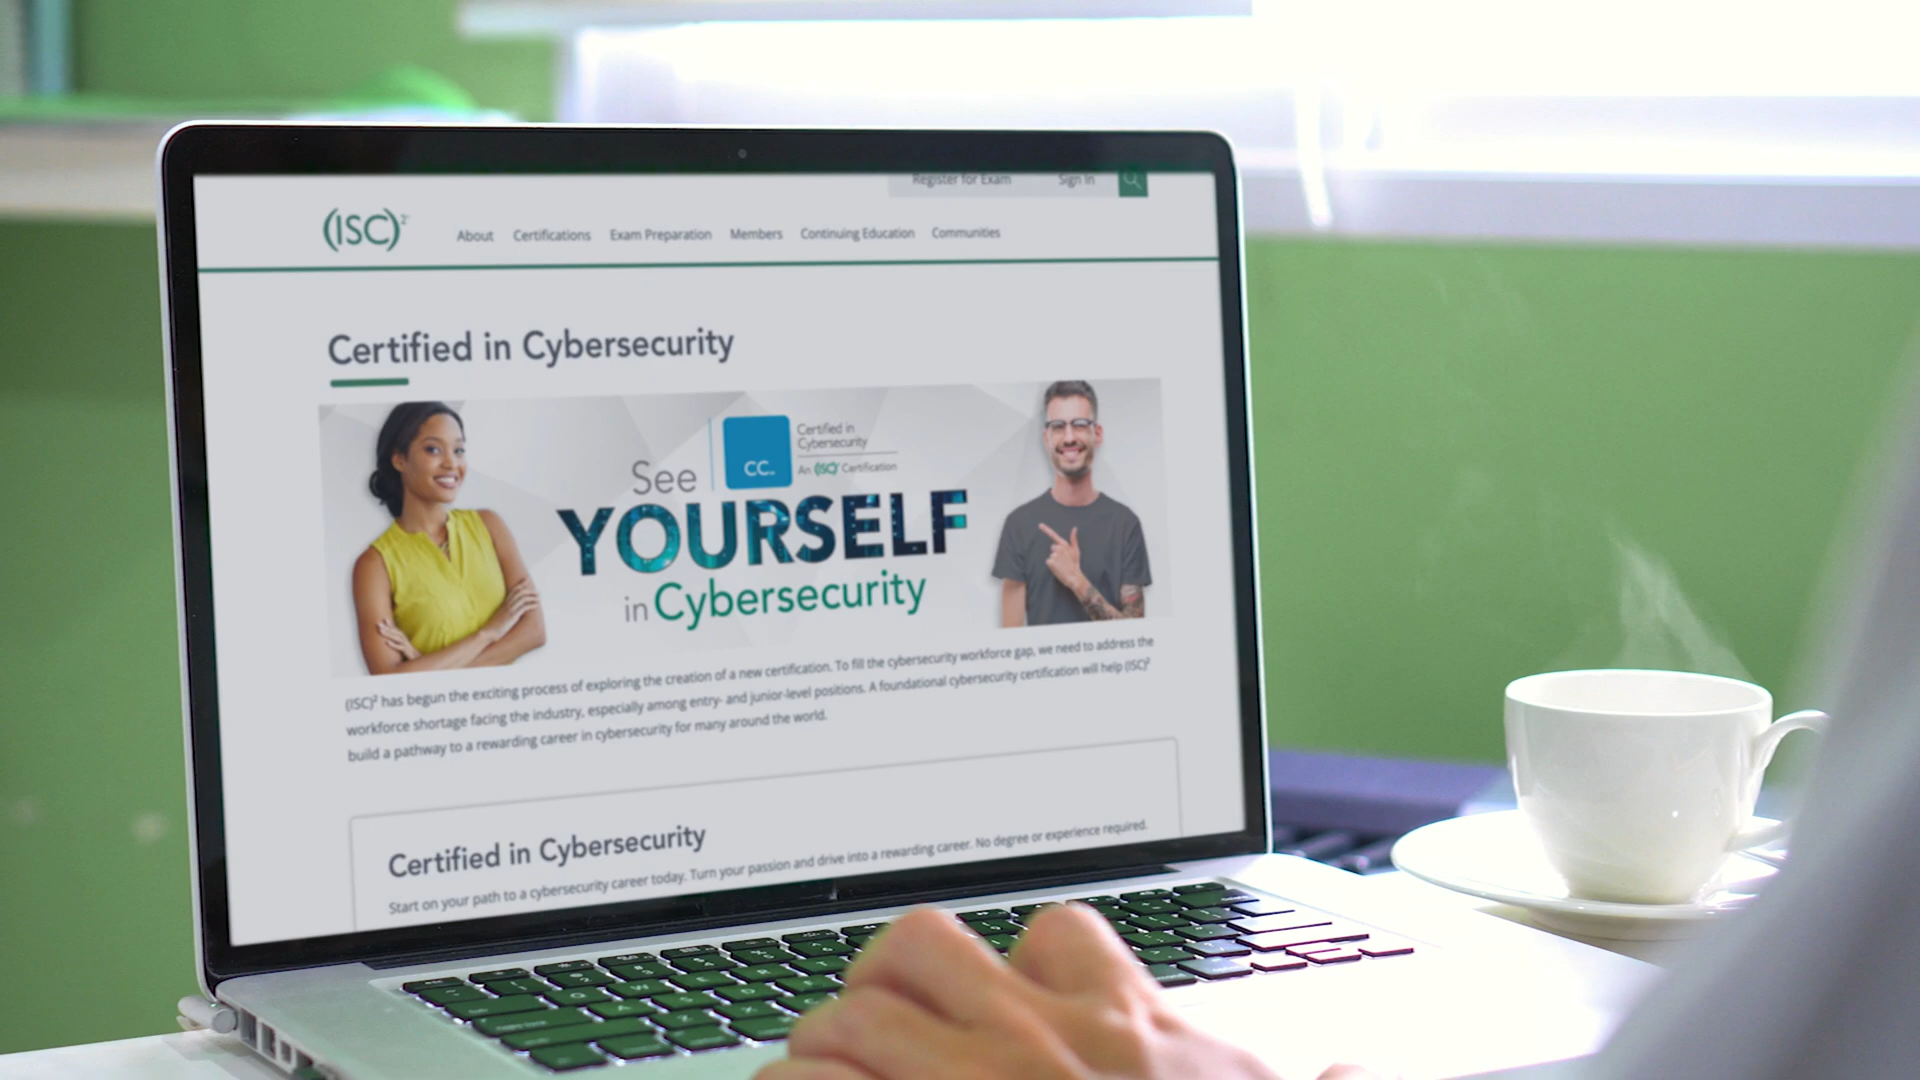 Register for Exam Sign In
(ISC)²
About Certifications Exam Preparation Members Continuing Education Communities
Certified in Cybersecurity
CC
Certified in
Cybersecurity
An (ISC)² Certification
See
YOURSELF
in Cybersecurity
(ISC)² has begun the exciting process of exploring the creation of a new certification. To fill the cybersecurity workforce gap, we need to address the
workforce shortage facing the industry, especially among entry- and junior-level positions. A foundational cybersecurity certification will help (ISC)²
build a pathway to a rewarding career in cybersecurity for many around the world.
Certified in Cybersecurity
Start on your path to a cybersecurity career today. Turn your passion and drive into a rewarding career. No degree or experience required.